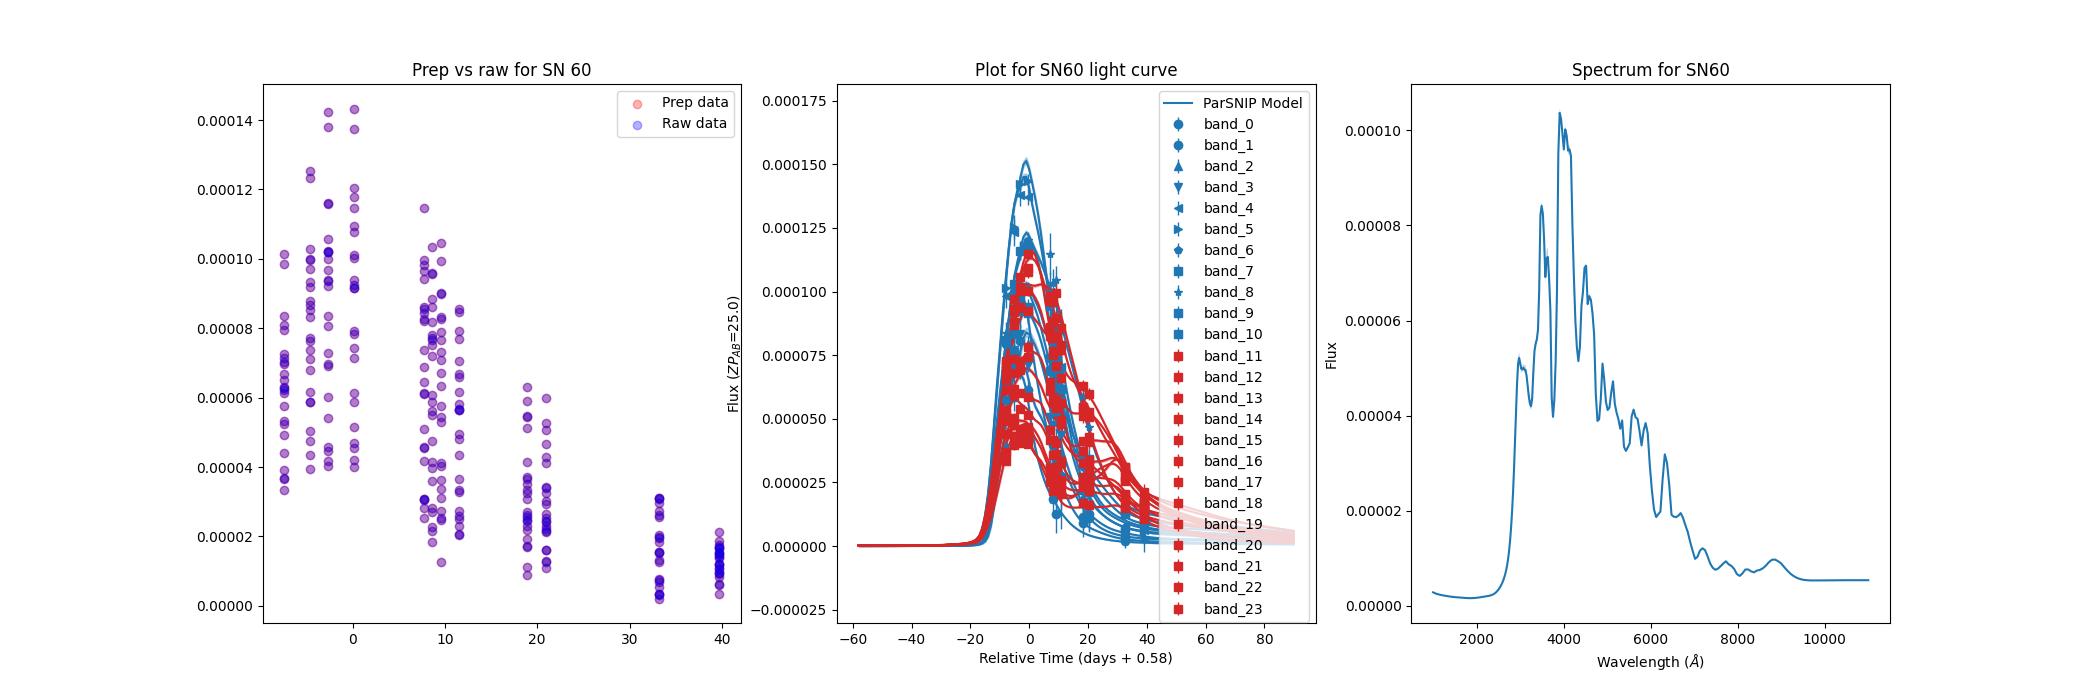 Prep vs raw for SN 60
Prep data
Raw data
0.00014
0.00012
0.00010
0.00008
0.00006
0.00004
0.00002
0.00000
0
10
20
30
40
Plot for SN60 light curve
Flux (ZP_AB=25.0)
0.000175
0.000150
0.000125
0.000100
0.000075
0.000050
0.000025
0.000000
−0.000025
ParSNIP Model
band_0
band_1
band_2
band_3
band_4
band_5
band_6
band_7
band_8
band_9
band_10
band_11
band_12
band_13
band_14
band_15
band_16
band_17
band_18
band_19
band_20
band_21
band_22
band_23
−60
−40
−20
0
20
40
60
80
Relative Time (days + 0.58)
Spectrum for SN60
Flux
0.00010
0.00008
0.00006
0.00004
0.00002
0.00000
2000
4000
6000
8000
10000
Wavelength (Å)